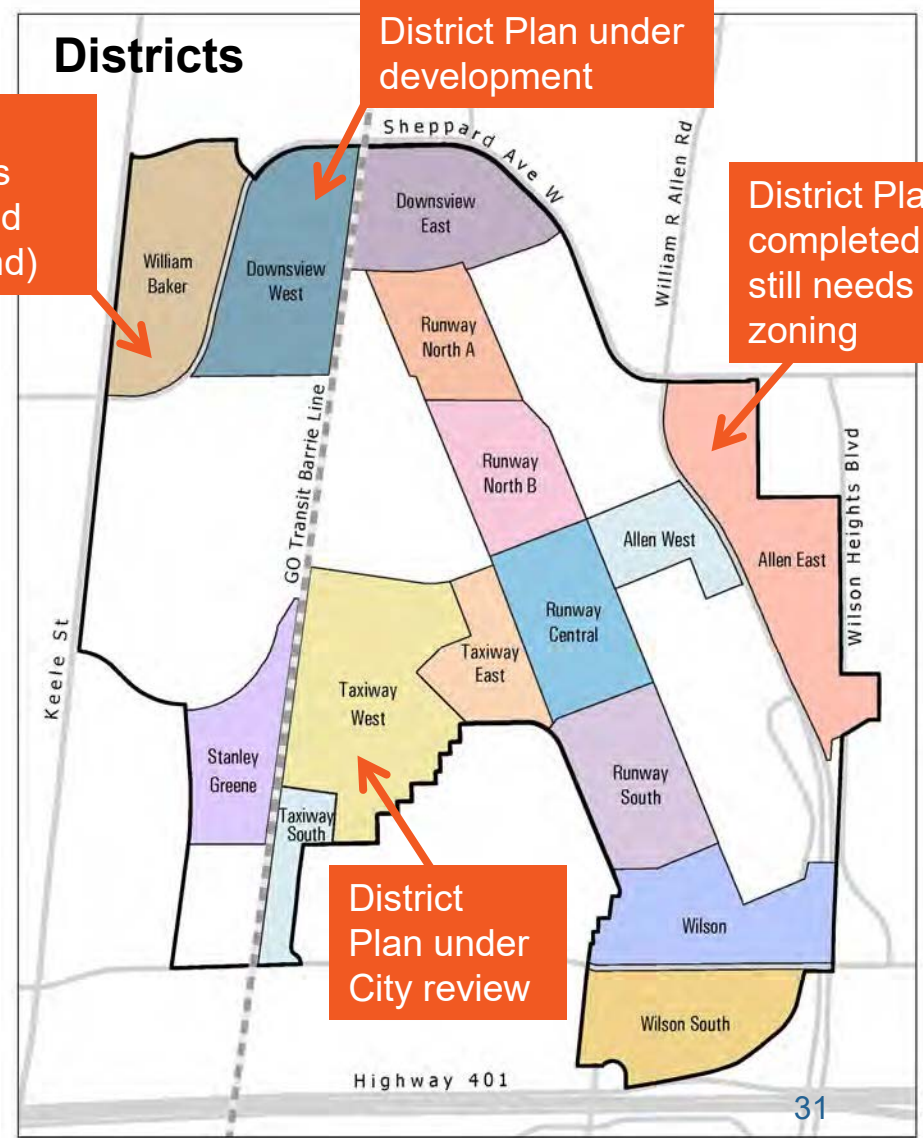 Districts
District Plan under
development
s
d
nd)
Sheppard Ave W
William R Allen Rd
District Pla
completed
still needs
zoning
William
Baker
Downsview
West
Downsview
East
Runway
North A
GO Transit Barrie Line
Runway
North B
Allen West
Allen East
Wilson Heights Blvd
Keele St
Runway
Central
Taxiway
East
Taxiway
West
Stanley
Greene
Runway
South
Taxiway
South
District
Plan under
City review
Wilson
Wilson South
Highway 401
31